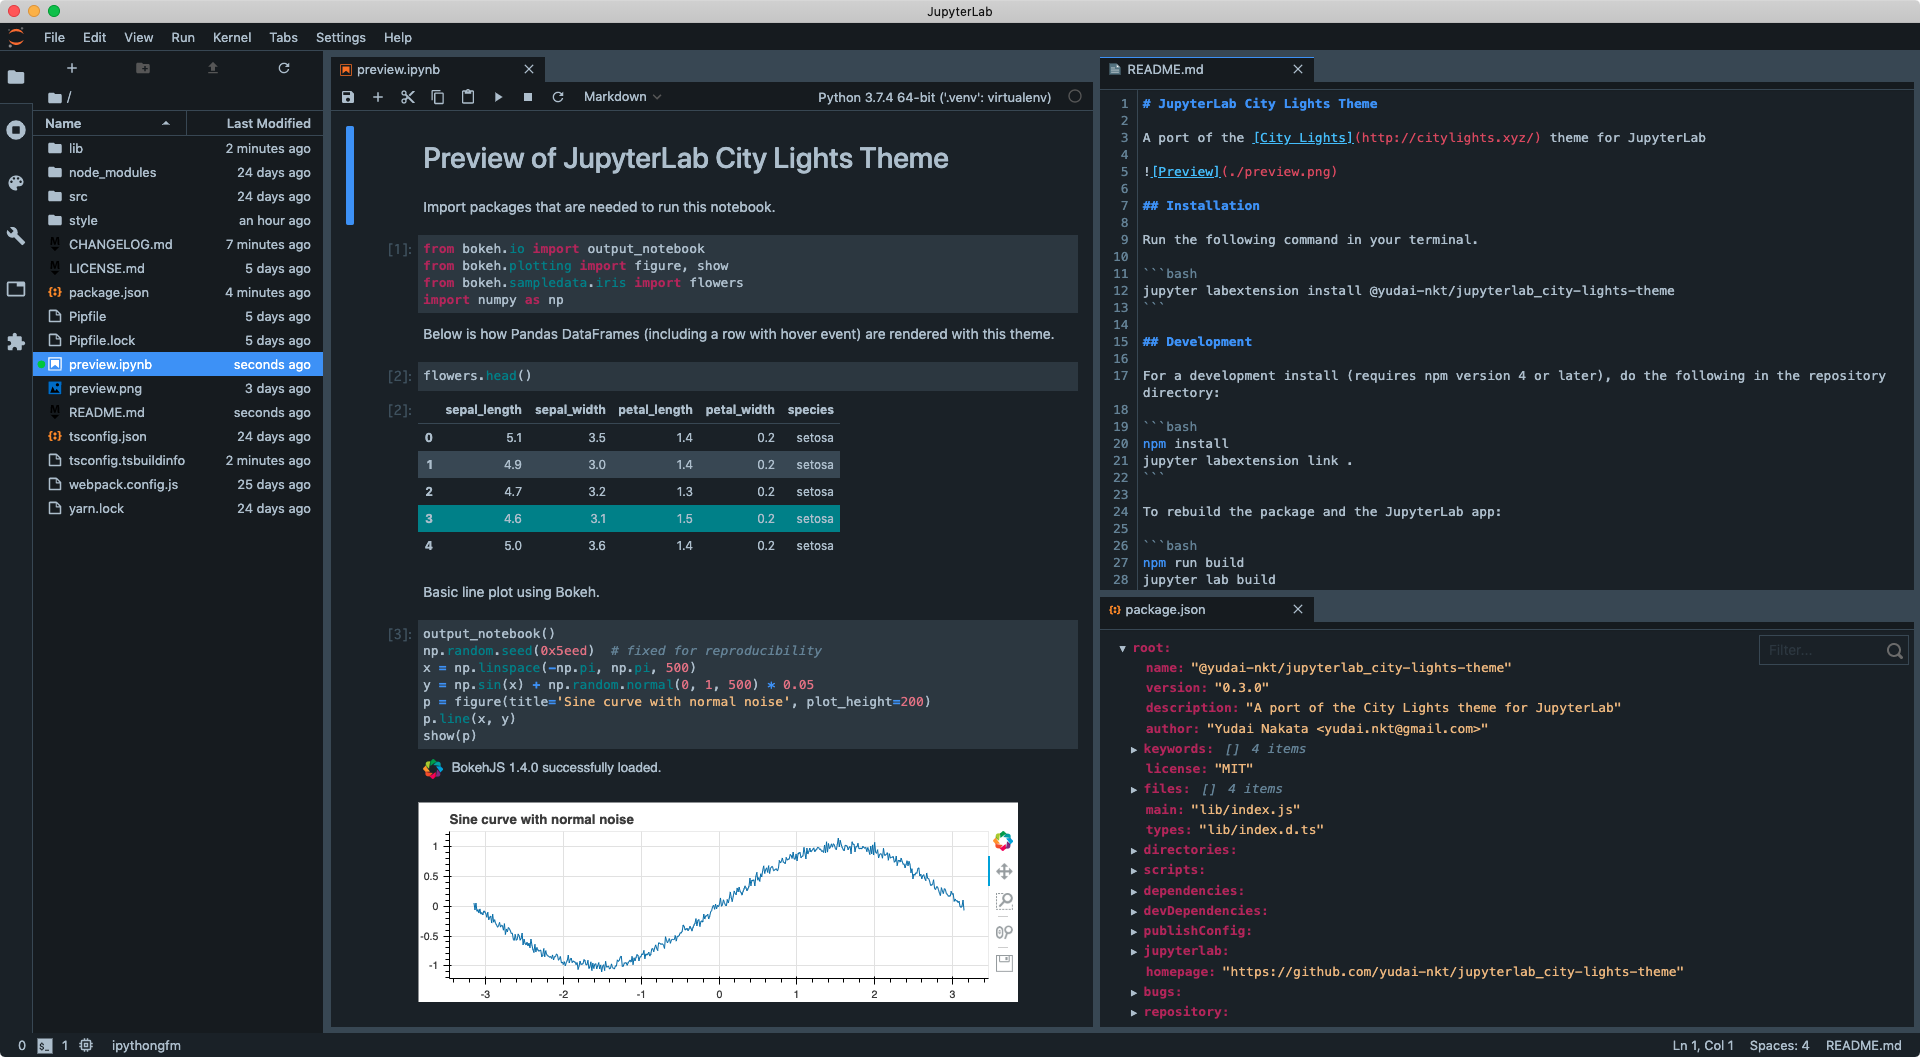 JupyterLab
File Edit View Run Kernel Tabs Settings Help
/
Name Last Modified
lib 2 minutes ago
node_modules 24 days ago
src 24 days ago
style an hour ago
CHANGELOG.md 7 minutes ago
LICENSE.md 5 days ago
package.json 4 minutes ago
Pipfile 5 days ago
Pipfile.lock 5 days ago
preview.ipynb seconds ago
preview.png 3 days ago
README.md seconds ago
tsconfig.json 24 days ago
tsconfig.tsbuildinfo 2 minutes ago
webpack.config.js 25 days ago
yarn.lock 24 days ago
preview.ipynb
Markdown Python 3.7.4 64-bit ('.venv': virtualenv)
Preview of JupyterLab City Lights Theme
Import packages that are needed to run this notebook.
[1]: from bokeh.io import output_notebook
from bokeh.plotting import figure, show
from bokeh.sampledata.iris import flowers
import numpy as np
Below is how Pandas DataFrames (including a row with hover event) are rendered with this theme.
[2]: flowers.head()
[2]: sepal_length sepal_width petal_length petal_width species
0 5.1 3.5 1.4 0.2 setosa
1 4.9 3.0 1.4 0.2 setosa
2 4.7 3.2 1.3 0.2 setosa
3 4.6 3.1 1.5 0.2 setosa
4 5.0 3.6 1.4 0.2 setosa
Basic line plot using Bokeh.
[3]: output_notebook()
np.random.seed(0x5eed)  # fixed for reproducibility
x = np.linspace(-np.pi, np.pi, 500)
y = np.sin(x) + np.random.normal(0, 1, 500) * 0.05
p = figure(title='Sine curve with normal noise', plot_height=200)
p.line(x, y)
show(p)
BokehJS 1.4.0 successfully loaded.
Sine curve with normal noise
1
0.5
0
-0.5
-1
-3 -2 -1 0 1 2 3
README.md
1 # JupyterLab City Lights Theme
2
3 A port of the [City Lights](http://citylights.xyz/) theme for JupyterLab
4
5 ![Preview](./preview.png)
6
7 ## Installation
8
9 Run the following command in your terminal.
10
11 ```bash
12 jupyter labextension install @yudai-nkt/jupyterlab_city-lights-theme
13 ```
14
15 ## Development
16
17 For a development install (requires npm version 4 or later), do the following in the repository
directory:
18
19 ```bash
20 npm install
21 jupyter labextension link .
22 ```
23
24 To rebuild the package and the JupyterLab app:
25
26 ```bash
27 npm run build
28 jupyter lab build
package.json
Filter...
root:
name: "@yudai-nkt/jupyterlab_city-lights-theme"
version: "0.3.0"
description: "A port of the City Lights theme for JupyterLab"
author: "Yudai Nakata <yudai.nkt@gmail.com>"
keywords: [] 4 items
license: "MIT"
files: [] 4 items
main: "lib/index.js"
types: "lib/index.d.ts"
directories:
scripts:
dependencies:
devDependencies:
publishConfig:
jupyterlab:
homepage: "https://github.com/yudai-nkt/jupyterlab_city-lights-theme"
bugs:
repository:
0 $_ 1 ipythongfm Ln 1, Col 1 Spaces: 4 README.md